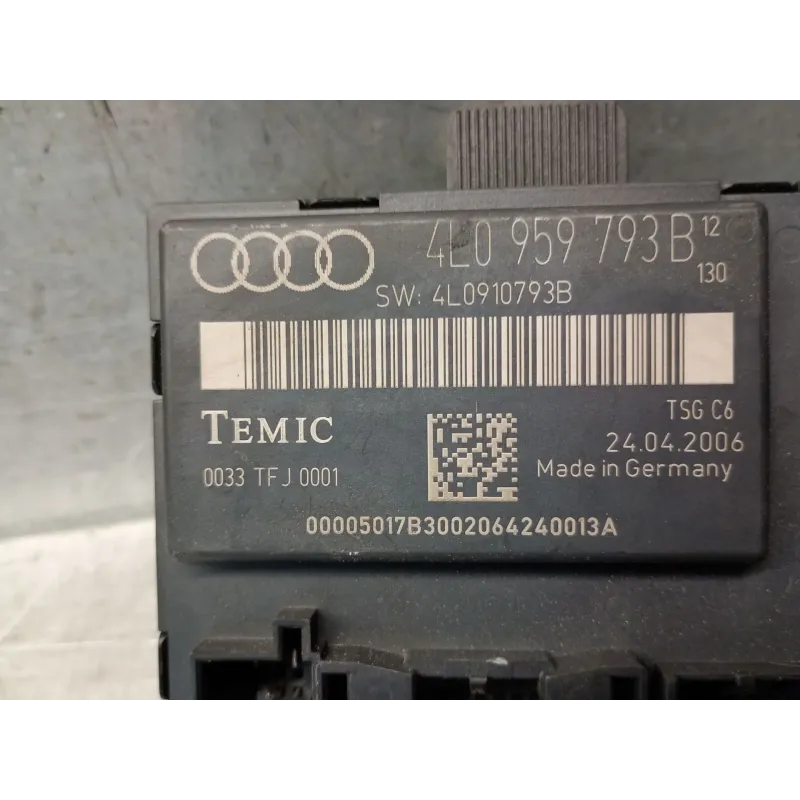 4L0 959 793 B 12
130
SW: 4L0910793B
TEMIC
TSG C6
24.04.2006
0033 TFJ 0001
Made in Germany
00005017B3002064240013A